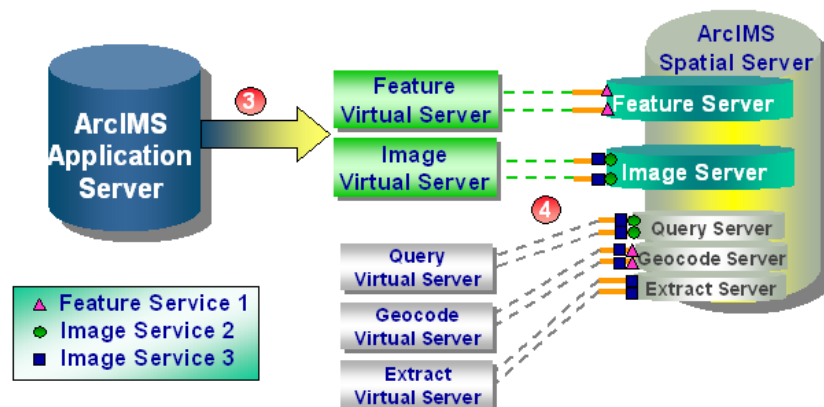 ArcIMS
Spatial Server
3
Feature
Virtual Server
Feature Server
ArcIMS
Application
Server
Image
Virtual Server
Image Server
4
Query
Virtual Server
Query Server
Geocode Server
Extract Server
Geocode
Virtual Server
Extract
Virtual Server
Feature Service 1
Image Service 2
Image Service 3